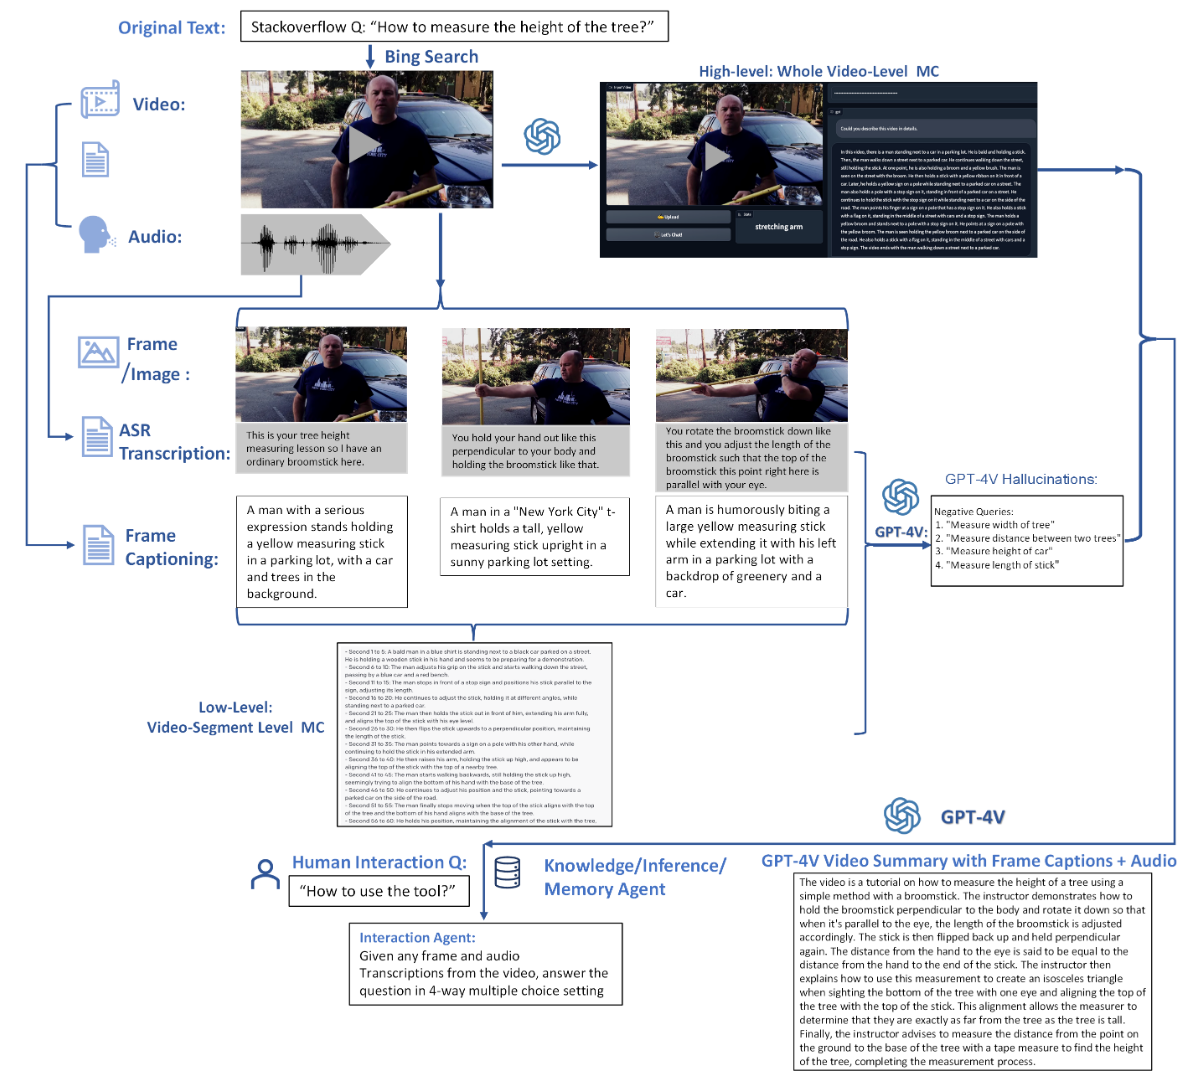 Original Text:
Stackoverflow Q: “How to measure the height of the tree?”
Bing Search
Video:
Audio:
High-level: Whole Video-Level MC
Input Video
Upload
Let's Chat!
stretching arm
Could you describe this video in details.
In this video, there is a man standing next to a car in a parking lot. He is bald and holding a stick.
Then, the man walks down a street next to a parked car. He continues walking down the street,
still holding the stick. At one point, he is also holding a broom and a yellow brush. The man is
seen on the street with the broom. He then holds a stick with a yellow ribbon on it in front of a
car. Later, he holds a yellow sign on a pole while standing next to a parked car on a street. The
man also holds a pole with a stop sign on it, standing in front of a parked car on a street. He
continues to hold the stick with a stop sign on it while standing next to a parked car on the side of the
road. The man points his finger at a sign on a pole that has a stop sign on it. He also holds a stick
with a flag on it, standing in the middle of a street with cars and a stop sign. The man holds a
yellow broom and stands next to a pole with a stop sign on it. He points at a sign on a pole with
the yellow broom. The man is seen holding the yellow broom next to a parked car on the side of
the road. He also holds a stick with a flag on it, standing in the middle of a street with cars and a
stop sign. The video ends with the man walking down a street next to a parked car.
Frame
/Image :
ASR
Transcription:
This is your tree height
measuring lesson so I have an
ordinary broomstick here.
You hold your hand out like this
perpendicular to your body and
holding the broomstick like that.
You rotate the broomstick down like
this and you adjust the length of the
broomstick such that the top of the
broomstick this point right here is
parallel with your eye.
Frame
Captioning:
A man with a serious
expression stands holding
a yellow measuring stick
in a parking lot, with a car
and trees in the
background.
A man in a "New York City" t-
shirt holds a tall, yellow
measuring stick upright in a
sunny parking lot setting.
A man is humorously biting a
large yellow measuring stick
while extending it with his left
arm in a parking lot with a
backdrop of greenery and a
car.
GPT-4V:
GPT-4V Hallucinations:
Negative Queries:
1. "Measure width of tree"
2. "Measure distance between two trees"
3. "Measure height of car"
4. "Measure length of stick"
Low-Level:
Video-Segment Level MC
- Second 1 to 5: A bald man in a blue shirt is standing next to a black car parked on a street.
He is holding a wooden stick in his hand and seems to be preparing for a demonstration.
- Second 6 to 10: The man adjusts his grip on the stick and starts walking down the street,
passing by a blue car and a red bench.
- Second 11 to 15: The man stops in front of a stop sign and positions his stick parallel to the
sign, adjusting its length.
- Second 16 to 20: He continues to adjust the stick, holding it at different angles, while
standing next to a parked car.
- Second 21 to 25: The man then holds the stick out in front of him, extending his arm fully,
and aligns the top of the stick with his eye level.
- Second 26 to 30: He then flips the stick upwards to a perpendicular position, maintaining
the length of the stick.
- Second 31 to 35: The man points towards a sign on a pole with his other hand, while
continuing to hold the stick in his extended arm.
- Second 36 to 40: He then raises his arm, holding the stick up high, and appears to be
aligning the top of the stick with the top of a nearby tree.
- Second 41 to 45: The man starts walking backwards, still holding the stick up high,
seemingly trying to align the bottom of his hand with the base of the tree.
- Second 46 to 50: He continues to adjust his position and the stick, pointing towards a
parked car on the side of the road.
- Second 51 to 55: The man finally stops moving when the top of the stick aligns with the top
of the tree and the bottom of his hand aligns with the base of the tree.
- Second 56 to 60: He holds his position, maintaining the alignment of the stick with the tree.
GPT-4V
Human Interaction Q:
“How to use the tool?”
Knowledge/Inference/
Memory Agent
Interaction Agent:
Given any frame and audio
Transcriptions from the video, answer the
question in 4-way multiple choice setting
GPT-4V Video Summary with Frame Captions + Audio
The video is a tutorial on how to measure the height of a tree using a
simple method with a broomstick. The instructor demonstrates how to
hold the broomstick perpendicular to the body and rotate it down so that
when it's parallel to the eye, the length of the broomstick is adjusted
accordingly. The stick is then flipped back up and held perpendicular
again. The distance from the hand to the eye is said to be equal to the
distance from the hand to the end of the stick. The instructor then
explains how to use this measurement to create an isosceles triangle
when sighting the bottom of the tree with one eye and aligning the top of
the tree with the top of the stick. This alignment allows the measurer to
determine that they are exactly as far from the tree as the tree is tall.
Finally, the instructor advises to measure the distance from the point on
the ground to the base of the tree with a tape measure to find the height
of the tree, completing the measurement process.